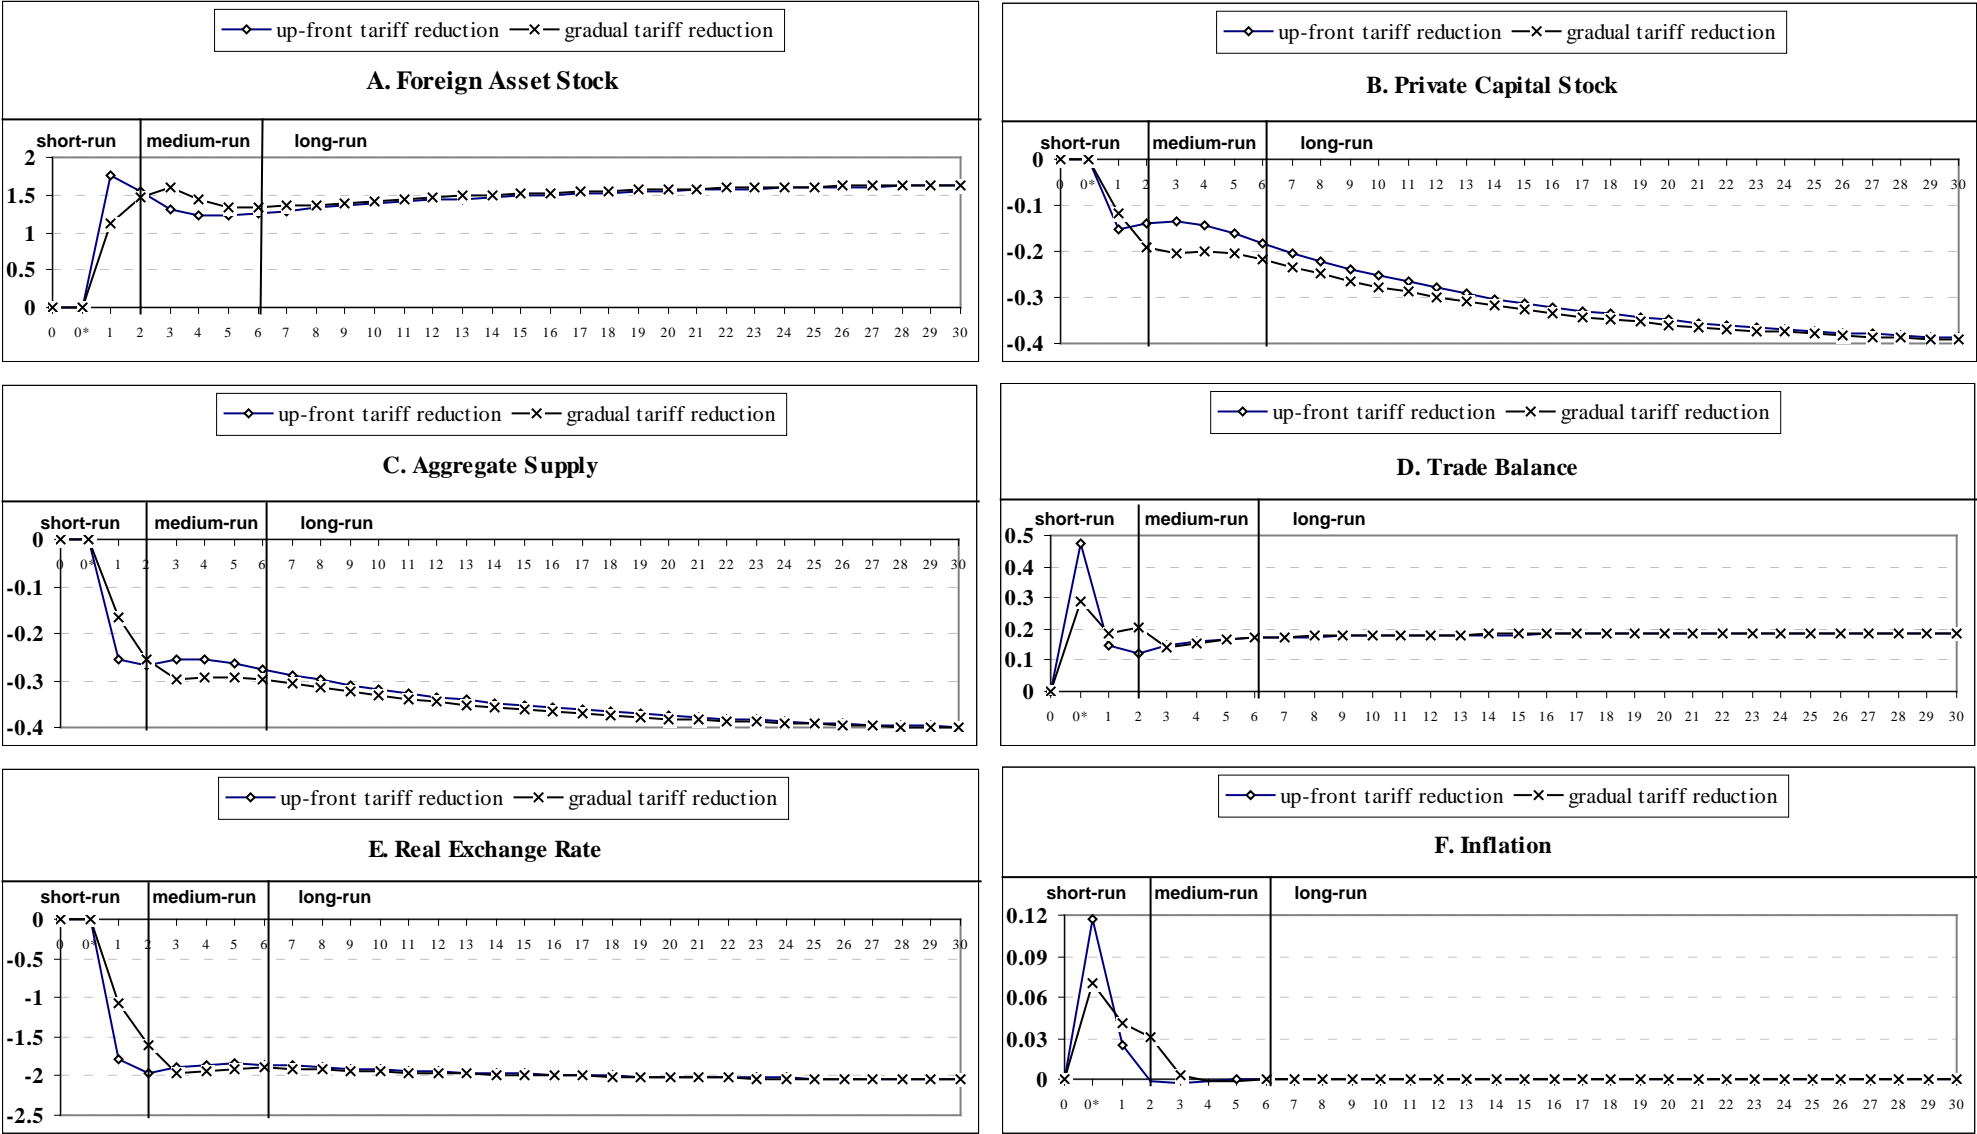 up-front tariff reduction gradual tariff reduction
A. Foreign Asset Stock
short-run medium-run long-run
2
1.5
1
0.5
0
0 0* 1 2 3 4 5 6 7 8 9 10 11 12 13 14 15 16 17 18 19 20 21 22 23 24 25 26 27 28 29 30
up-front tariff reduction gradual tariff reduction
B. Private Capital Stock
short-run medium-run long-run
0
0 0* 1 2 3 4 5 6 7 8 9 10 11 12 13 14 15 16 17 18 19 20 21 22 23 24 25 26 27 28 29 30
-0.1
-0.2
-0.3
-0.4
up-front tariff reduction gradual tariff reduction
C. Aggregate Supply
short-run medium-run long-run
0
0 0* 1 2 3 4 5 6 7 8 9 10 11 12 13 14 15 16 17 18 19 20 21 22 23 24 25 26 27 28 29 30
-0.1
-0.2
-0.3
-0.4
up-front tariff reduction gradual tariff reduction
D. Trade Balance
short-run medium-run long-run
0.5
0.4
0.3
0.2
0.1
0
0 0* 1 2 3 4 5 6 7 8 9 10 11 12 13 14 15 16 17 18 19 20 21 22 23 24 25 26 27 28 29 30
up-front tariff reduction gradual tariff reduction
E. Real Exchange Rate
short-run medium-run long-run
0
0 0* 1 2 3 4 5 6 7 8 9 10 11 12 13 14 15 16 17 18 19 20 21 22 23 24 25 26 27 28 29 30
-0.5
-1
-1.5
-2
-2.5
up-front tariff reduction gradual tariff reduction
F. Inflation
short-run medium-run long-run
0.12
0.09
0.06
0.03
0
0 0* 1 2 3 4 5 6 7 8 9 10 11 12 13 14 15 16 17 18 19 20 21 22 23 24 25 26 27 28 29 30